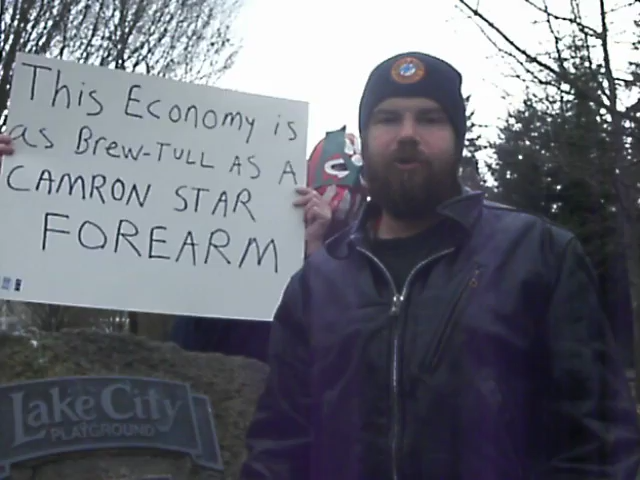 This Economy is
as Brew-TULL AS A
CAMRON STAR
FOREARM
Lake City
PLAYGROUND